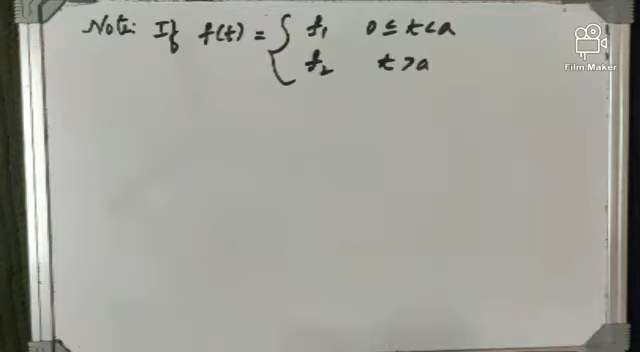 Note: If f(t) = { f₁ 0 ≤ t < a
f₂ t > a
Film Maker